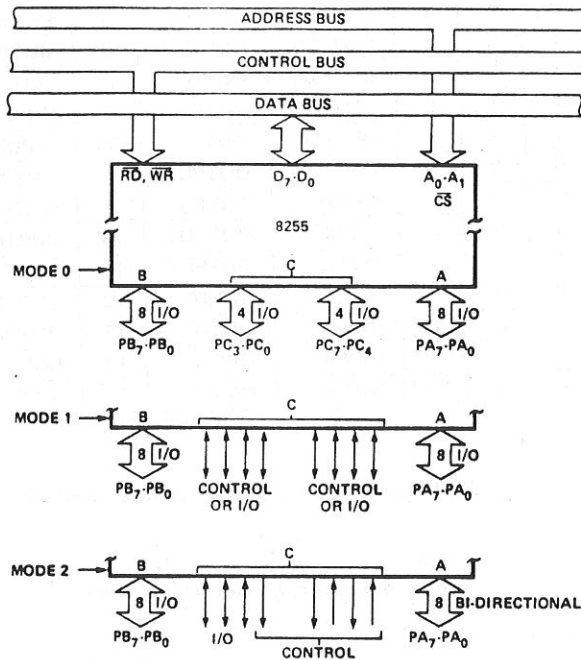 ADDRESS BUS
CONTROL BUS
DATA BUS
RD, WR D7-D0 A0-A1
CS
8255
MODE 0 B C A
8 I/O 4 I/O 4 I/O 8 I/O
PB7-PB0 PC3-PC0 PC7-PC4 PA7-PA0
MODE 1 B C A
8 I/O 8 I/O
PB7-PB0 CONTROL OR I/O CONTROL OR I/O PA7-PA0
MODE 2 B C A
8 I/O 8 BI-DIRECTIONAL
PB7-PB0 I/O PA7-PA0
CONTROL